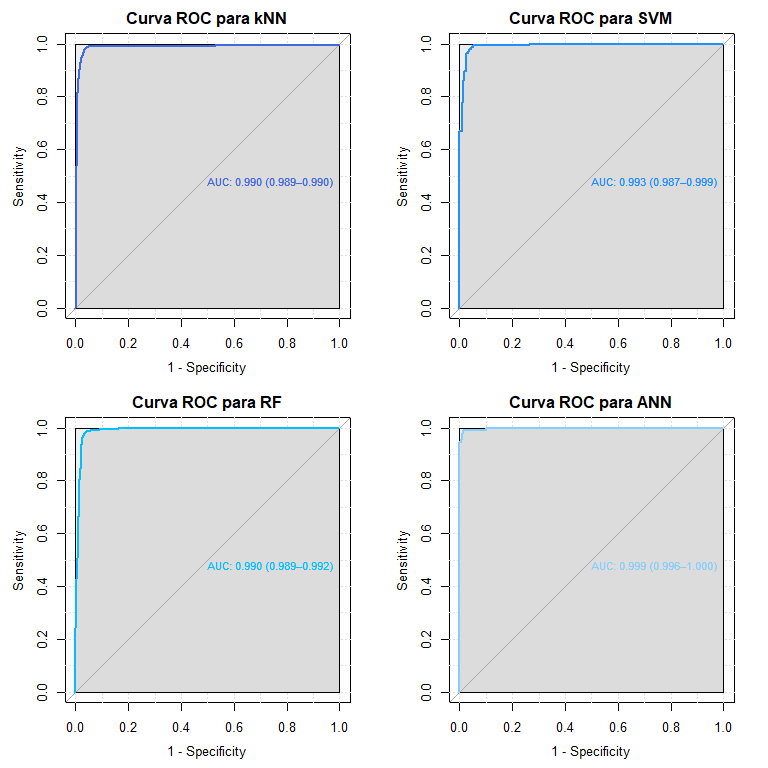 Curva ROC para kNN
Sensitivity
0.0 0.2 0.4 0.6 0.8 1.0
AUC: 0.990 (0.989–0.990)
0.0 0.2 0.4 0.6 0.8 1.0
1 - Specificity
Curva ROC para SVM
Sensitivity
0.0 0.2 0.4 0.6 0.8 1.0
AUC: 0.993 (0.987–0.999)
0.0 0.2 0.4 0.6 0.8 1.0
1 - Specificity
Curva ROC para RF
Sensitivity
0.0 0.2 0.4 0.6 0.8 1.0
AUC: 0.990 (0.989–0.992)
0.0 0.2 0.4 0.6 0.8 1.0
1 - Specificity
Curva ROC para ANN
Sensitivity
0.0 0.2 0.4 0.6 0.8 1.0
AUC: 0.999 (0.996–1.000)
0.0 0.2 0.4 0.6 0.8 1.0
1 - Specificity